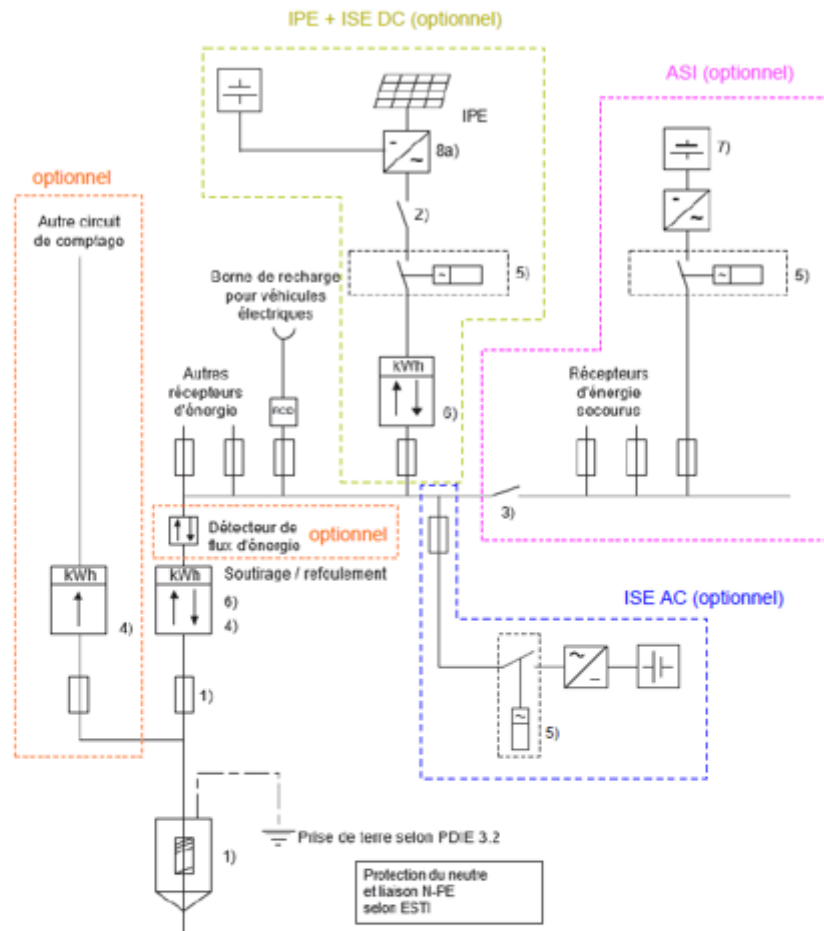 IPE + ISE DC (optionnel)
ASI (optionnel)
IPE
8a)
7)
optionnel
Autre circuit
de comptage
2)
5)
5)
Borne de recharge
pour véhicules
électriques
kWh
6)
Autres
récepteurs
d'énergie
RCD
Récepteurs
d'énergie
secourus
3)
Détecteur de
flux d'énergie
optionnel
kWh
4)
kWh
Soutirage / refoulement
6)
4)
ISE AC (optionnel)
1)
5)
Prise de terre selon PDIE 3.2
1)
Protection du neutre
et liaison N-PE
selon ESTI